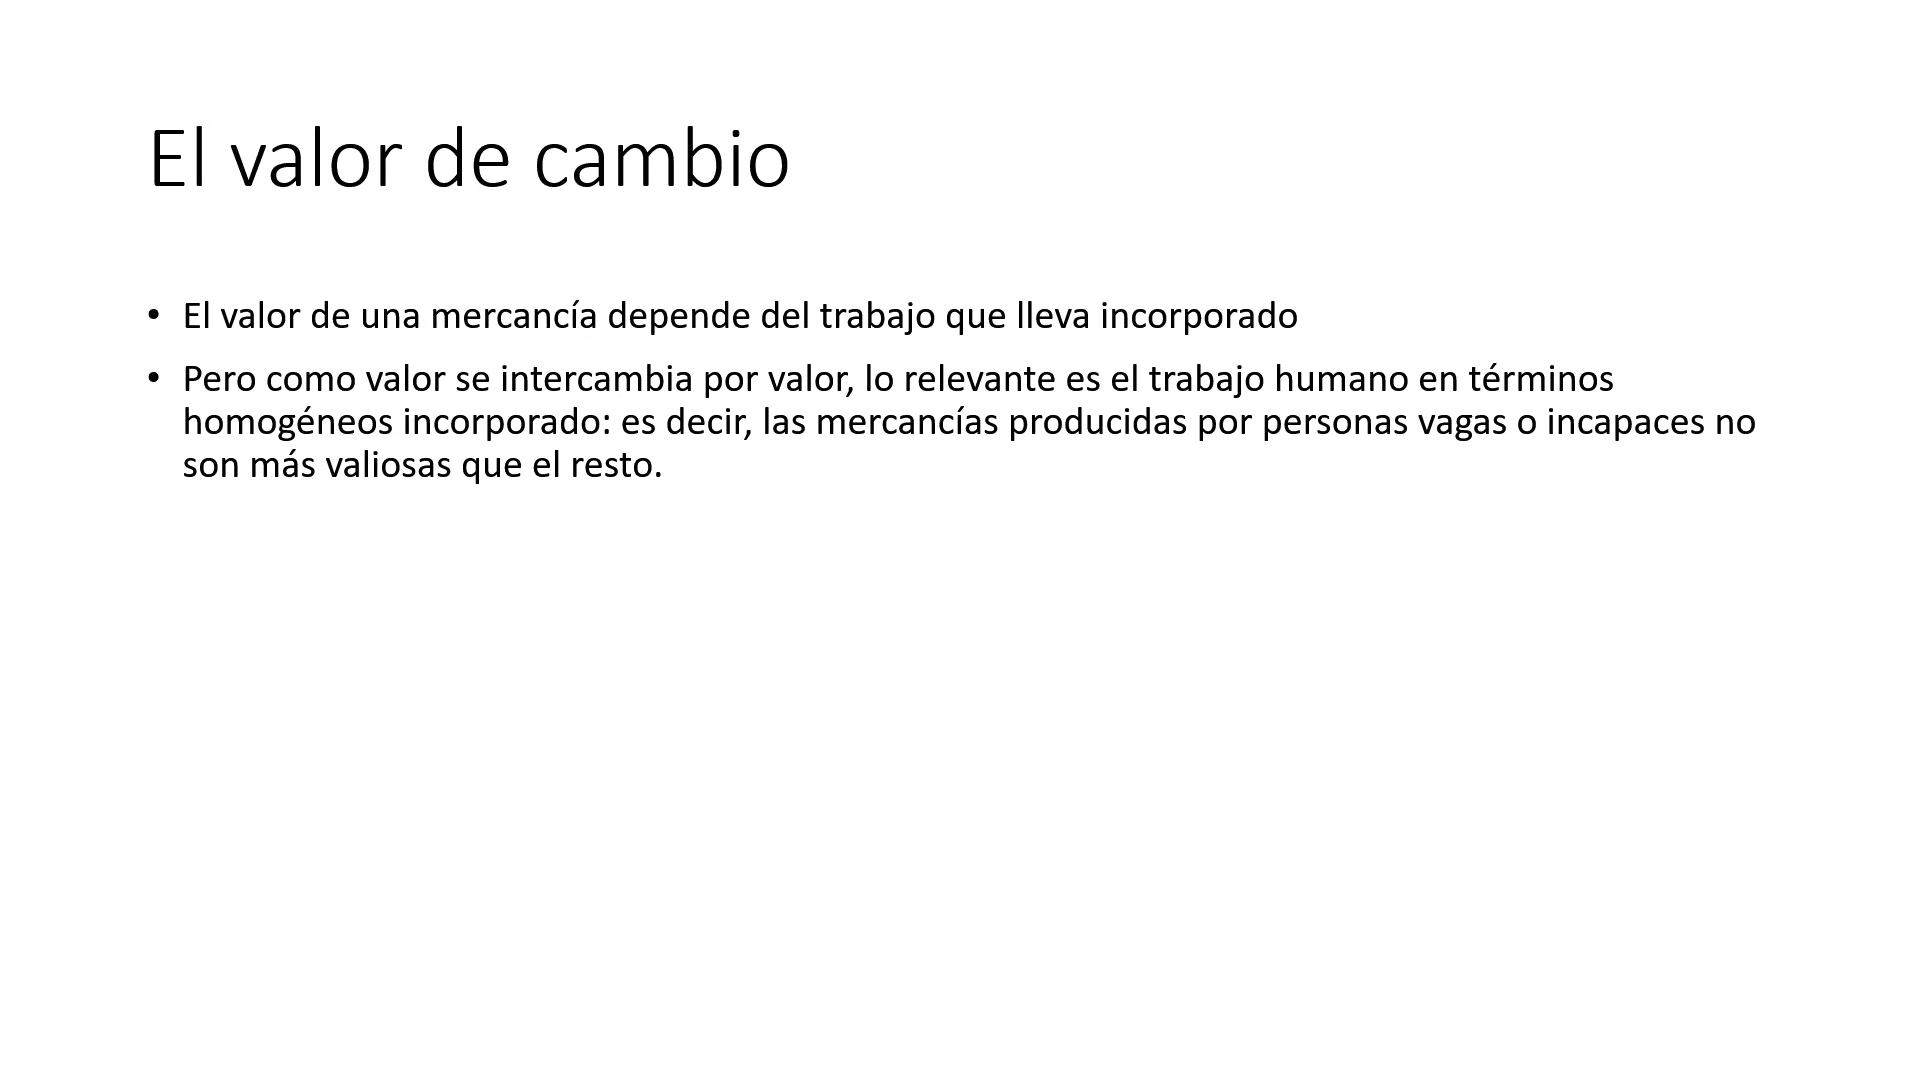 El valor de cambio
• El valor de una mercancía depende del trabajo que lleva incorporado
• Pero como valor se intercambia por valor, lo relevante es el trabajo humano en términos
homogéneos incorporado: es decir, las mercancías producidas por personas vagas o incapaces no
son más valiosas que el resto.